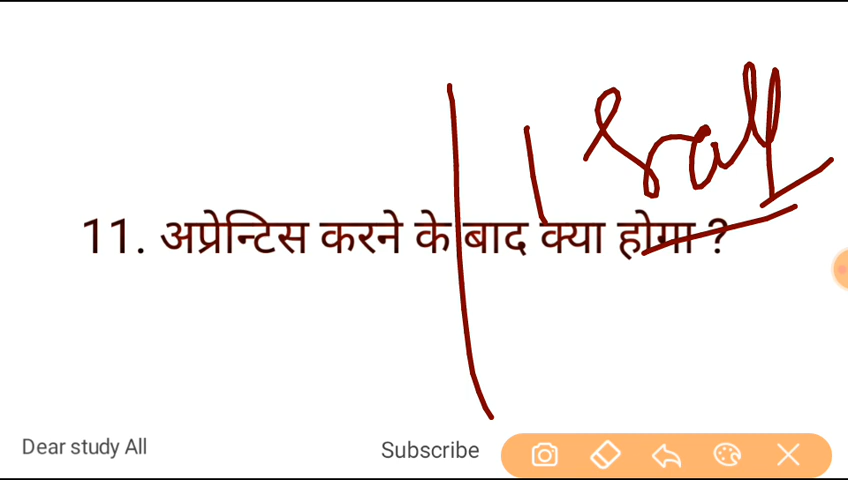 11. अप्रेन्टिस करने के बाद क्या होगा ?
Dear study All
Subscribe